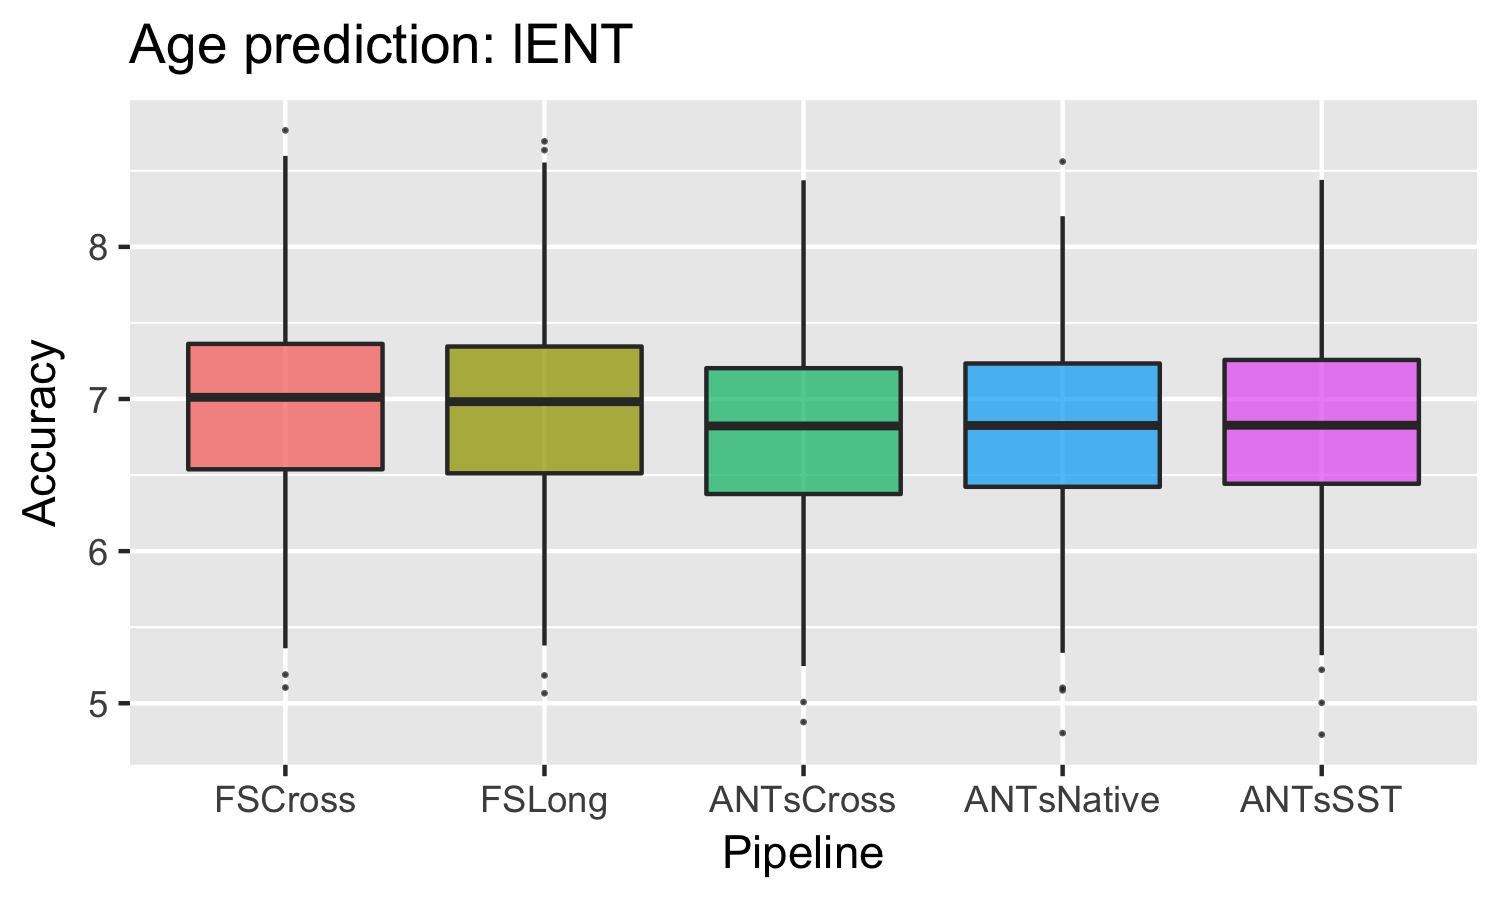 Age prediction: lENT
Accuracy
8
7
6
5
FSCross FSLong ANTsCross ANTsNative ANTsSST
Pipeline